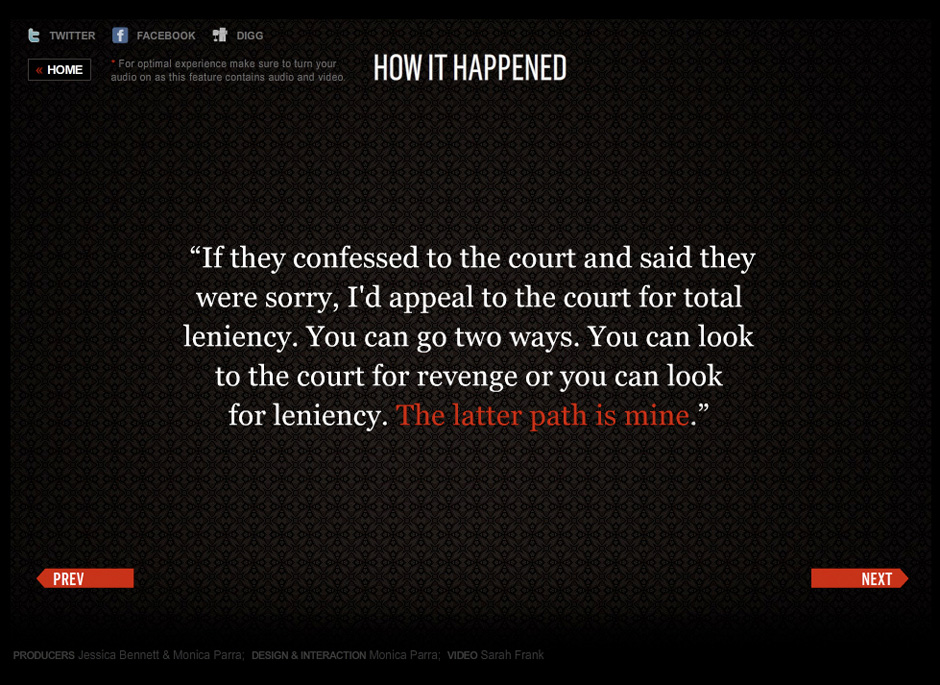 TWITTER FACEBOOK DIGG
« HOME
* For optimal experience make sure to turn your
audio on as this feature contains audio and video.
HOW IT HAPPENED
“If they confessed to the court and said they
were sorry, I'd appeal to the court for total
leniency. You can go two ways. You can look
to the court for revenge or you can look
for leniency. The latter path is mine.”
PREV
NEXT
PRODUCERS Jessica Bennett & Monica Parra; DESIGN & INTERACTION Monica Parra; VIDEO Sarah Frank